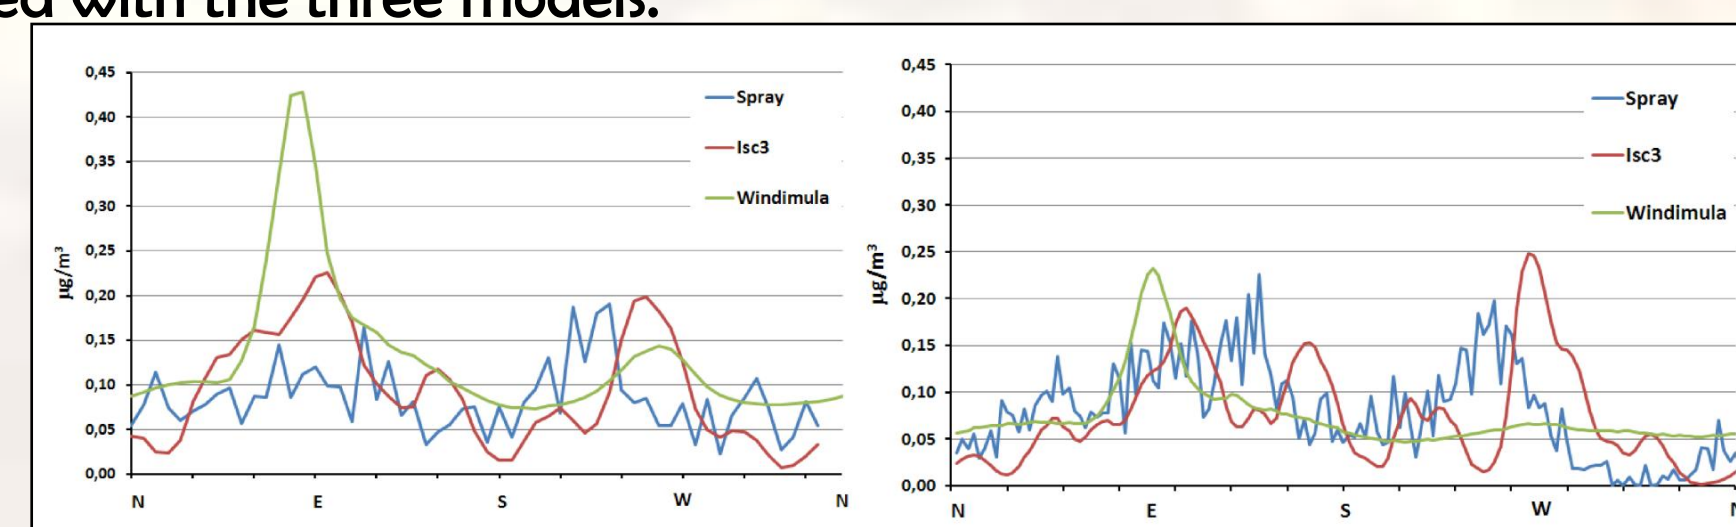 ed with the three models.
0,45
0,40
0,35
0,30
0,25
0,20
0,15
0,10
0,05
0,00
µg/m³
N E S W N
Spray
Isc3
Windimula
0,45
0,40
0,35
0,30
0,25
0,20
0,15
0,10
0,05
0,00
µg/m³
N E S W
Spray
Isc3
Windimula